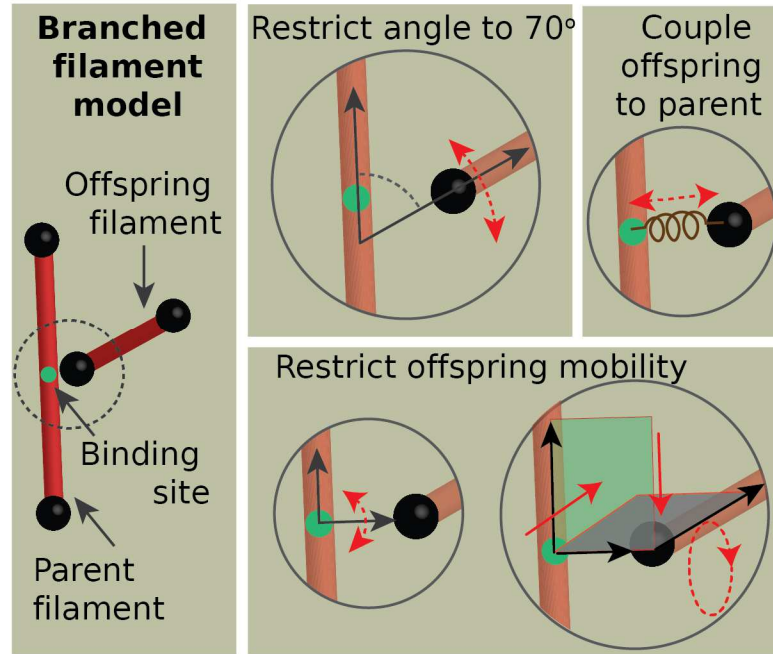 Branched
filament
model
Offspring
filament
Binding
site
Parent
filament
Restrict angle to 70º
Couple
offspring
to parent
Restrict offspring mobility